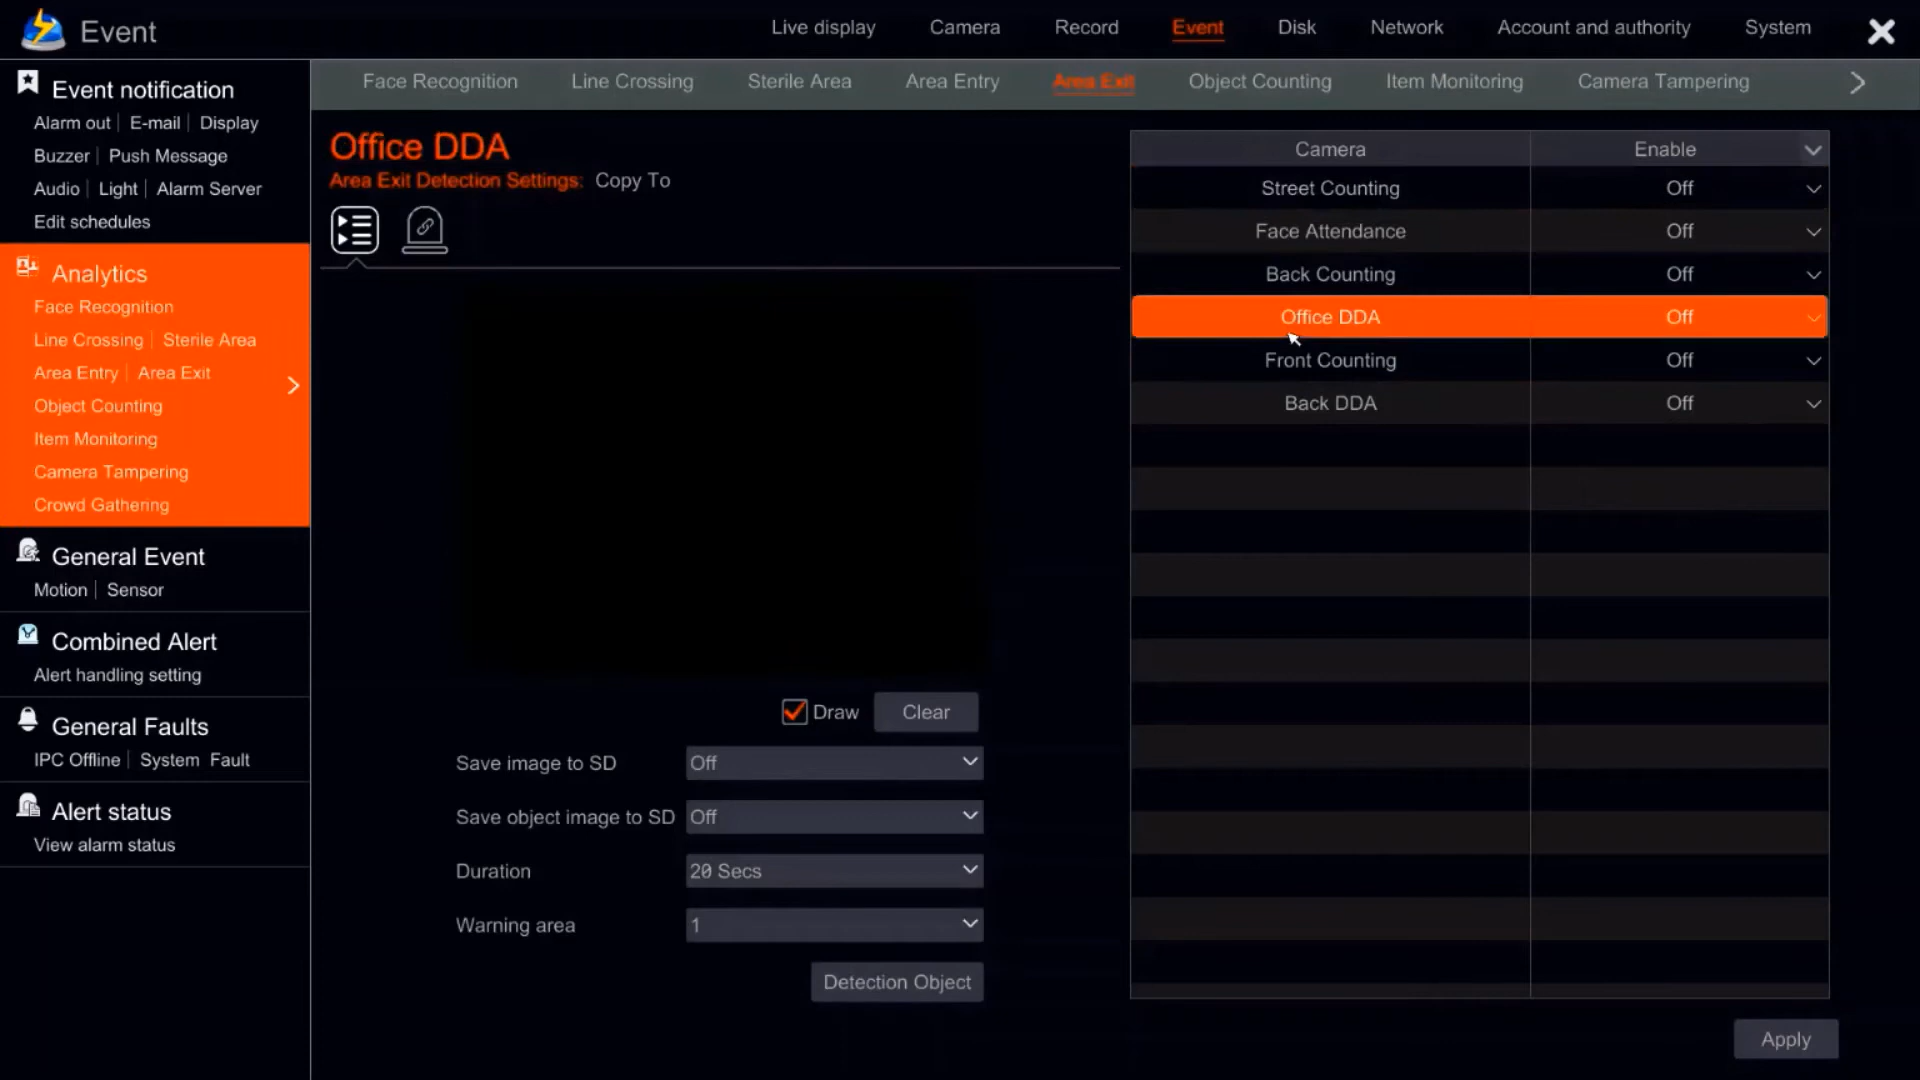 Event
Live display Camera Record Event Disk Network Account and authority System
Event notification
Alarm out | E-mail | Display
Buzzer | Push Message
Audio | Light | Alarm Server
Edit schedules
Analytics
Face Recognition
Line Crossing | Sterile Area
Area Entry | Area Exit
Object Counting
Item Monitoring
Camera Tampering
Crowd Gathering
General Event
Motion | Sensor
Combined Alert
Alert handling setting
General Faults
IPC Offline | System Fault
Alert status
View alarm status
Face Recognition Line Crossing Sterile Area Area Entry Area Exit Object Counting Item Monitoring Camera Tampering
Office DDA
Area Exit Detection Settings: Copy To
Draw Clear
Save image to SD Off
Save object image to SD Off
Duration 20 Secs
Warning area 1
Detection Object
Camera Enable
Street Counting Off
Face Attendance Off
Back Counting Off
Office DDA Off
Front Counting Off
Back DDA Off
Apply